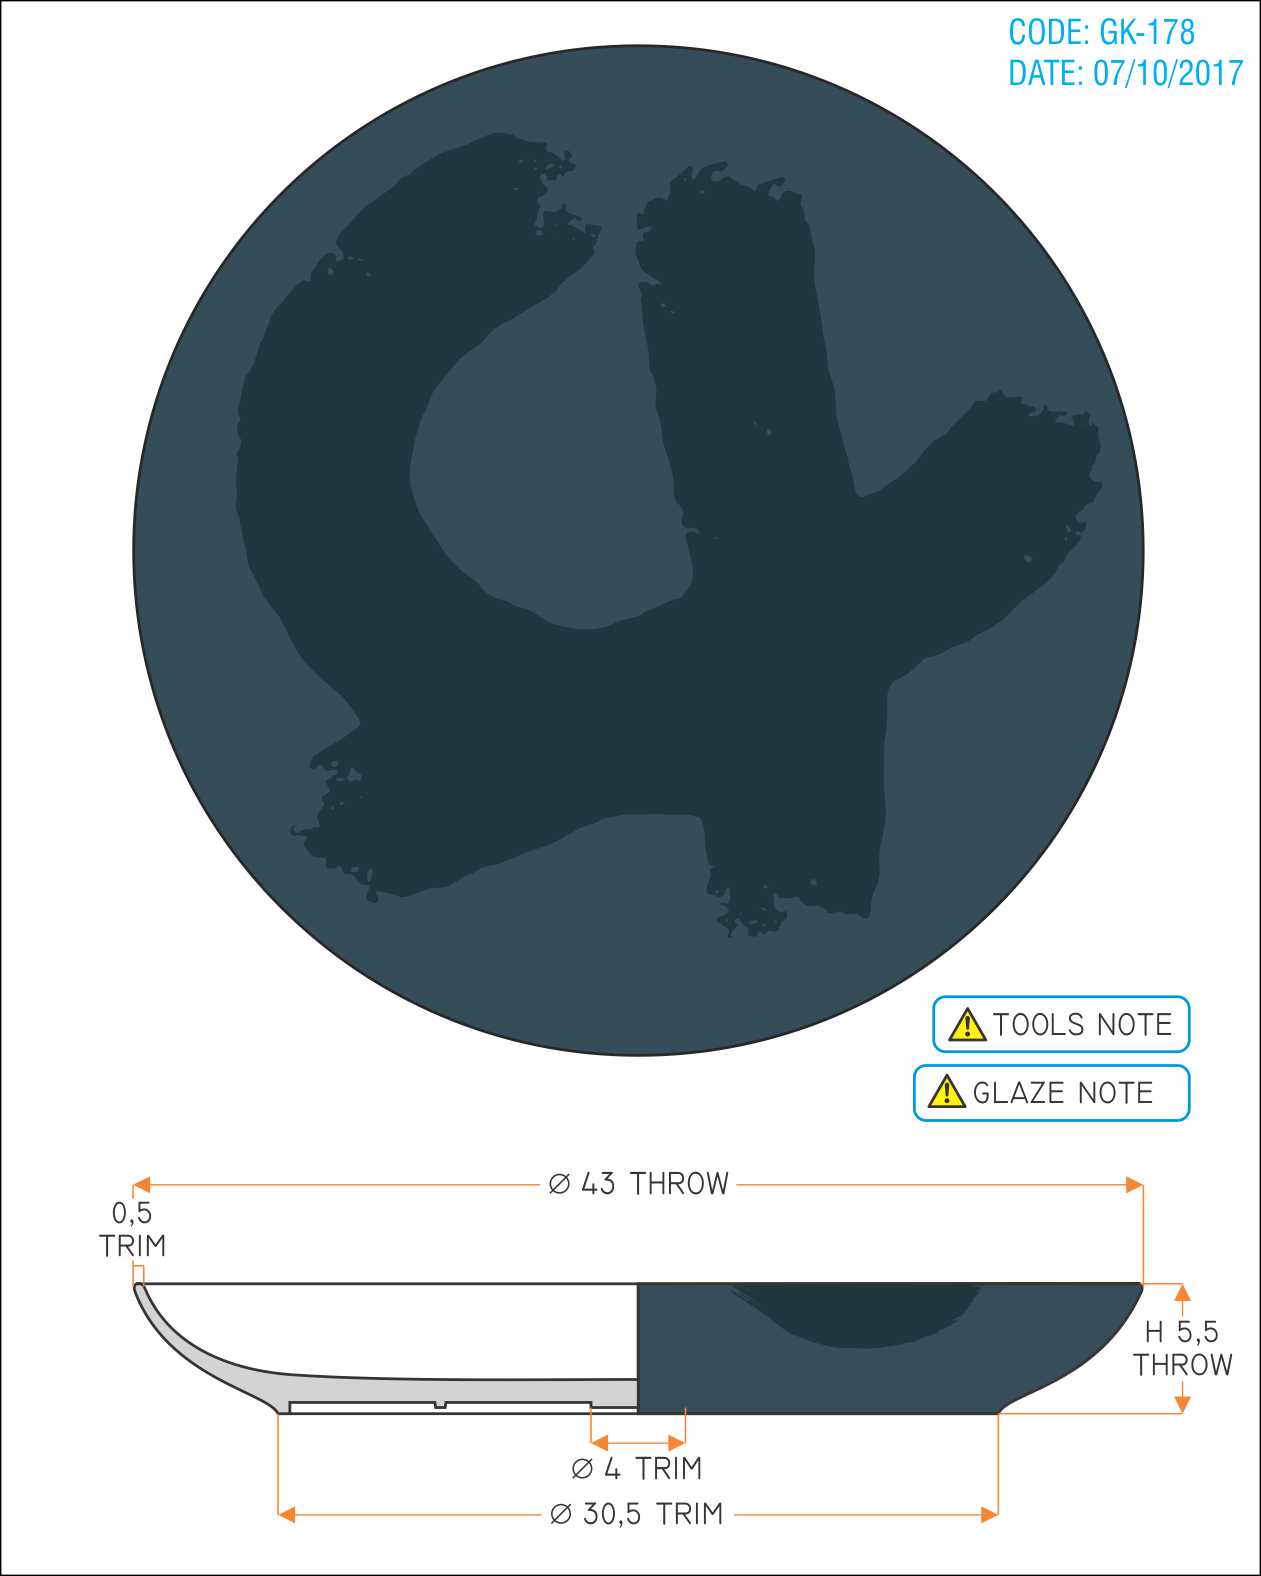 CODE: GK-178
DATE: 07/10/2017
⚠ TOOLS NOTE
⚠ GLAZE NOTE
∅ 43 THROW
0,5
TRIM
H 5,5
THROW
∅ 4 TRIM
∅ 30,5 TRIM